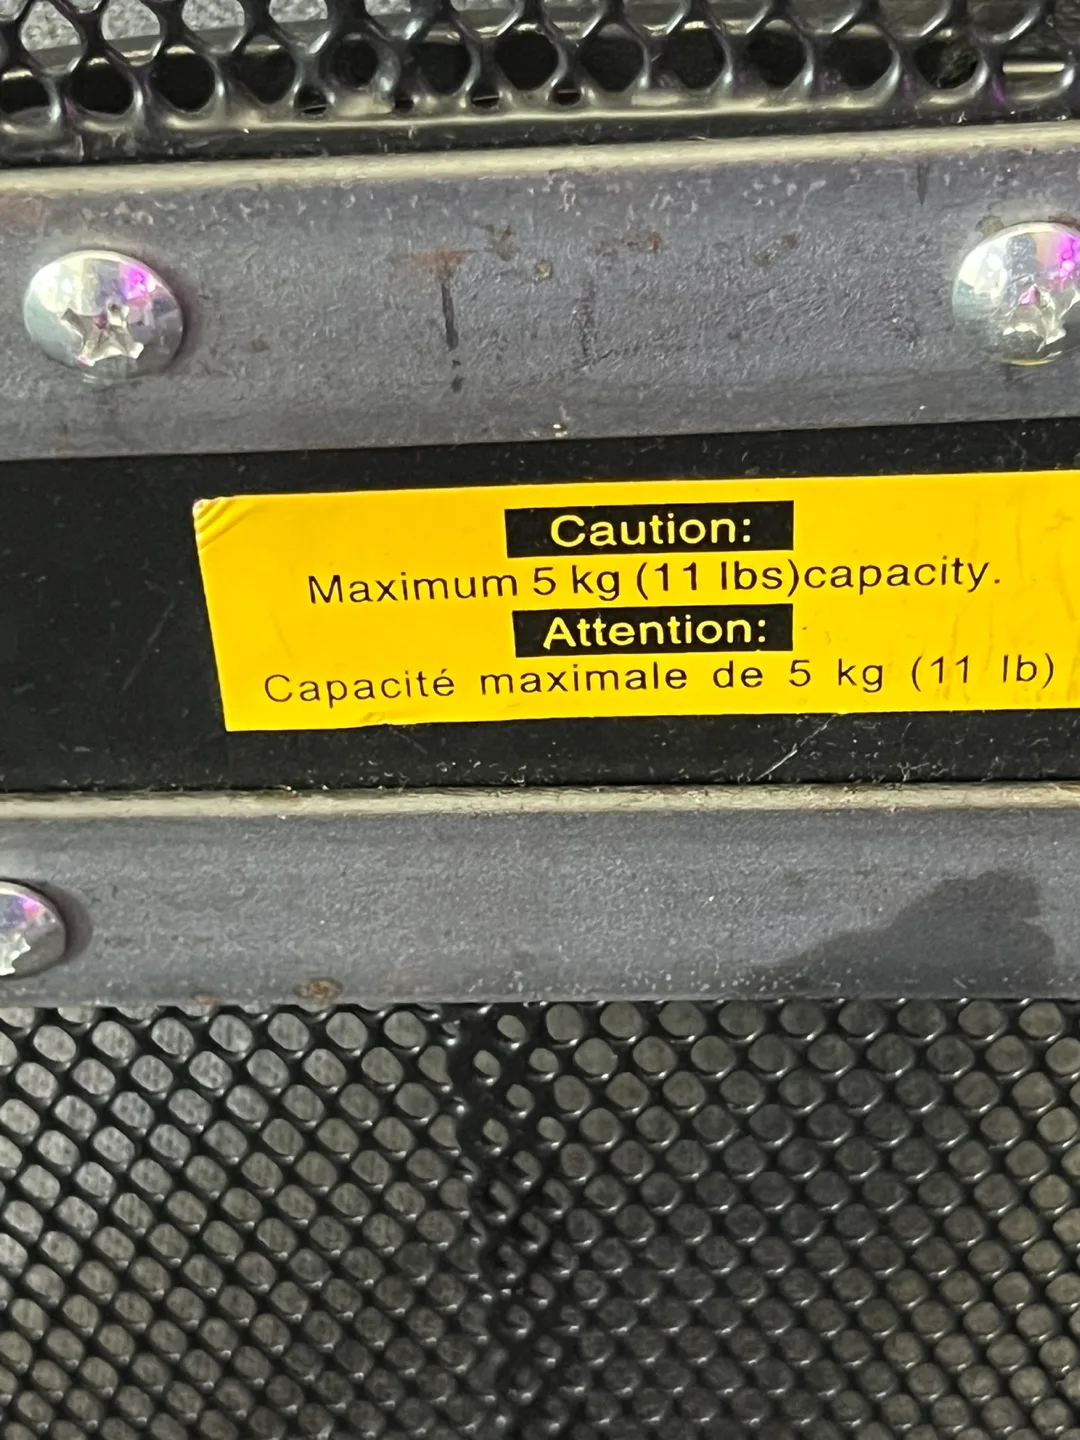 Caution:
Maximum 5 kg (11 lbs)capacity.
Attention:
Capacité maximale de 5 kg (11 lb)